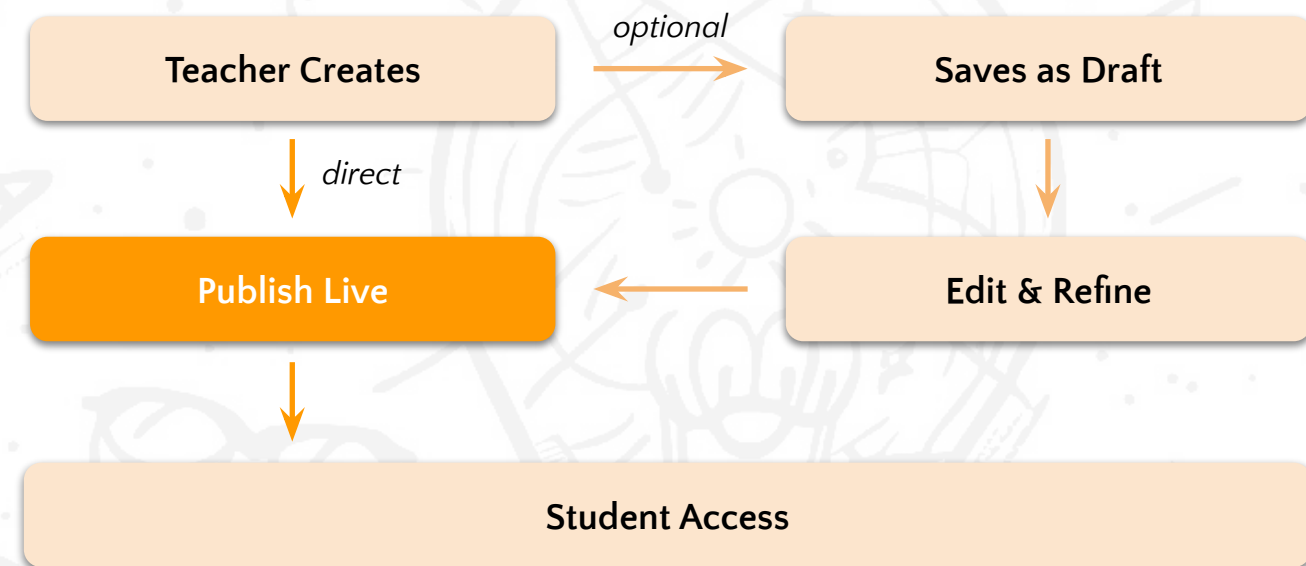 optional
Teacher Creates
Saves as Draft
direct
Publish Live
Edit & Refine
Student Access